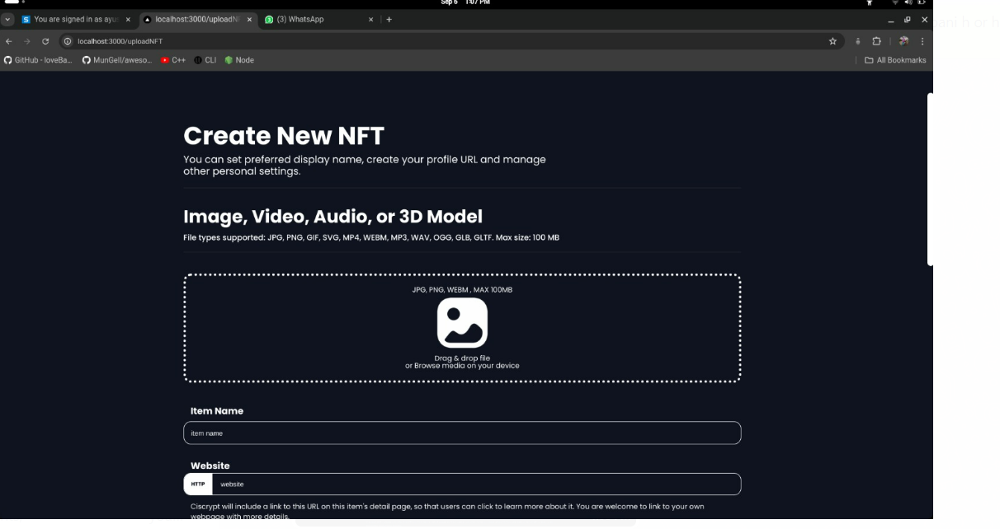 Sep 6 1:07 PM
You are signed in as ayus
localhost:3000/uploadNF
(3) WhatsApp
localhost:3000/uploadNFT
GitHub - loveBa...
MunGell/aweso...
C++
CLI
Node
All Bookmarks
Create New NFT
You can set preferred display name, create your profile URL and manage
other personal settings.
Image, Video, Audio, or 3D Model
File types supported: JPG, PNG, GIF, SVG, MP4, WEBM, MP3, WAV, OGG, GLB, GLTF. Max size: 100 MB
JPG, PNG, WEBM , MAX 100MB
Drag & drop file
or Browse media on your device
Item Name
item name
Website
HTTP
website
Ciscrypt will include a link to this URL on this item's detail page, so that users can click to learn more about it. You are welcome to link to your own
webpage with more details.